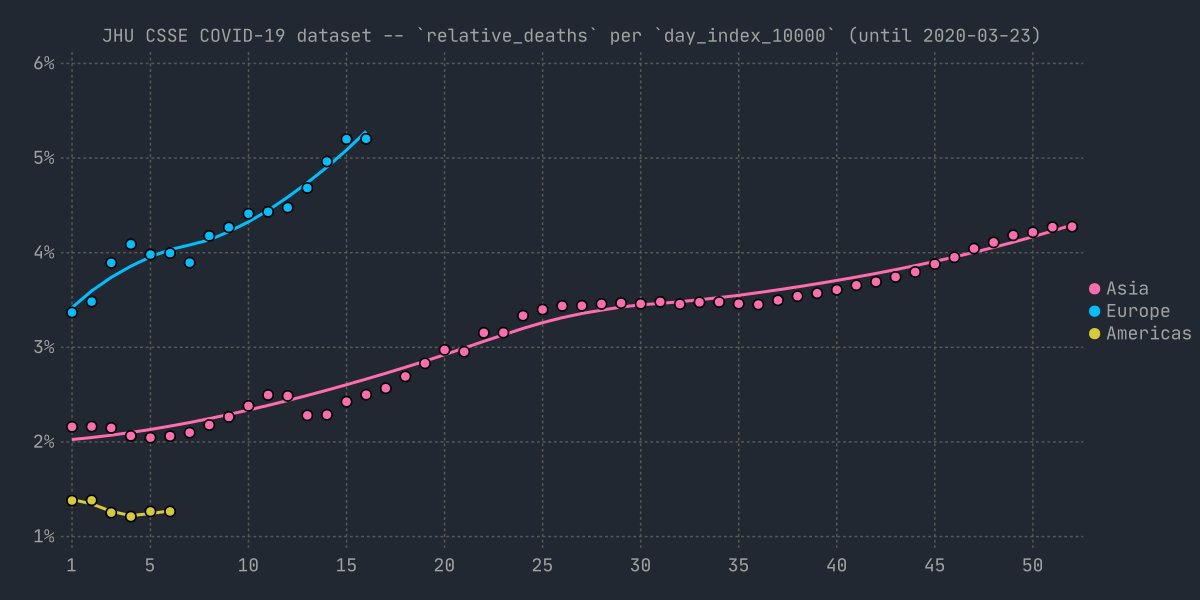 JHU CSSE COVID-19 dataset -- `relative_deaths` per `day_index_10000` (until 2020-03-23)
6%
5%
4%
3%
2%
1%
1 5 10 15 20 25 30 35 40 45 50
Asia
Europe
Americas